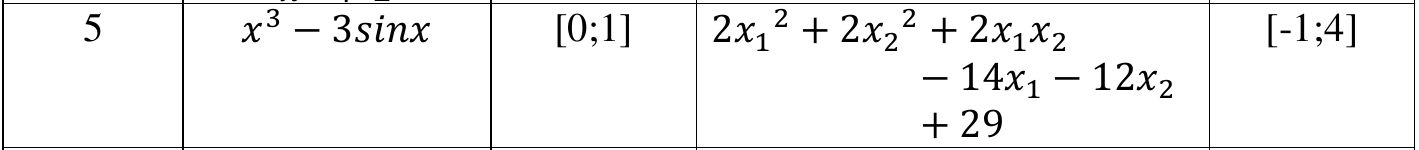 5 x³ − 3sinx [0;1] 2x₁² + 2x₂² + 2x₁x₂ [-1;4]
− 14x₁ − 12x₂
+ 29